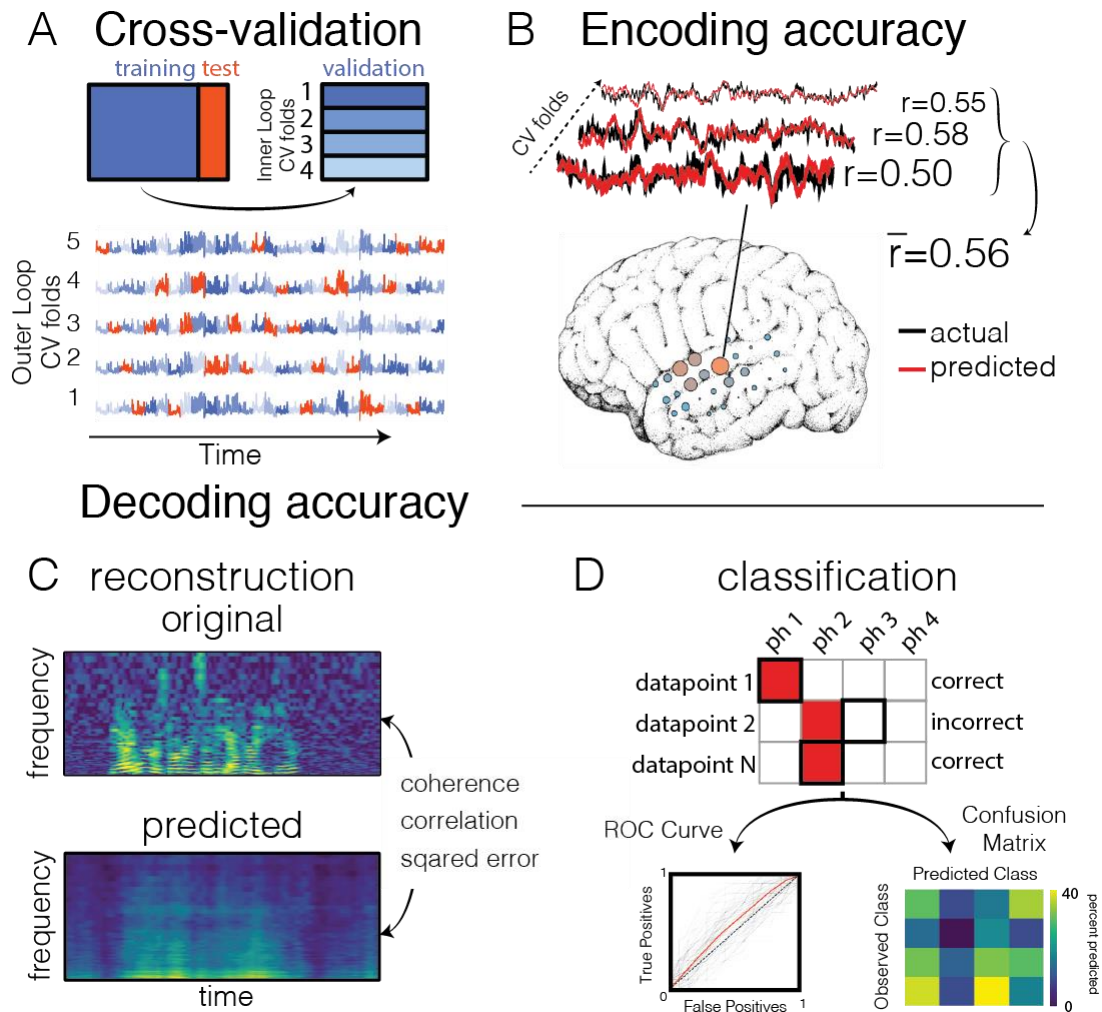 A Cross-validation
training test
validation
Inner Loop
CV folds
1
2
3
4
Outer Loop
CV folds
5
4
3
2
1
Time
B Encoding accuracy
CV folds
r=0.55
r=0.58
r=0.50
r=0.56
actual
predicted
Decoding accuracy
C reconstruction
original
frequency
predicted
frequency
time
coherence
correlation
sqared error
D classification
ph 1 ph 2 ph 3 ph 4
datapoint 1 correct
datapoint 2 incorrect
datapoint N correct
ROC Curve
True Positives
1
0
False Positives 1
Confusion
Matrix
Predicted Class
Observed Class
40
0
percent predicted